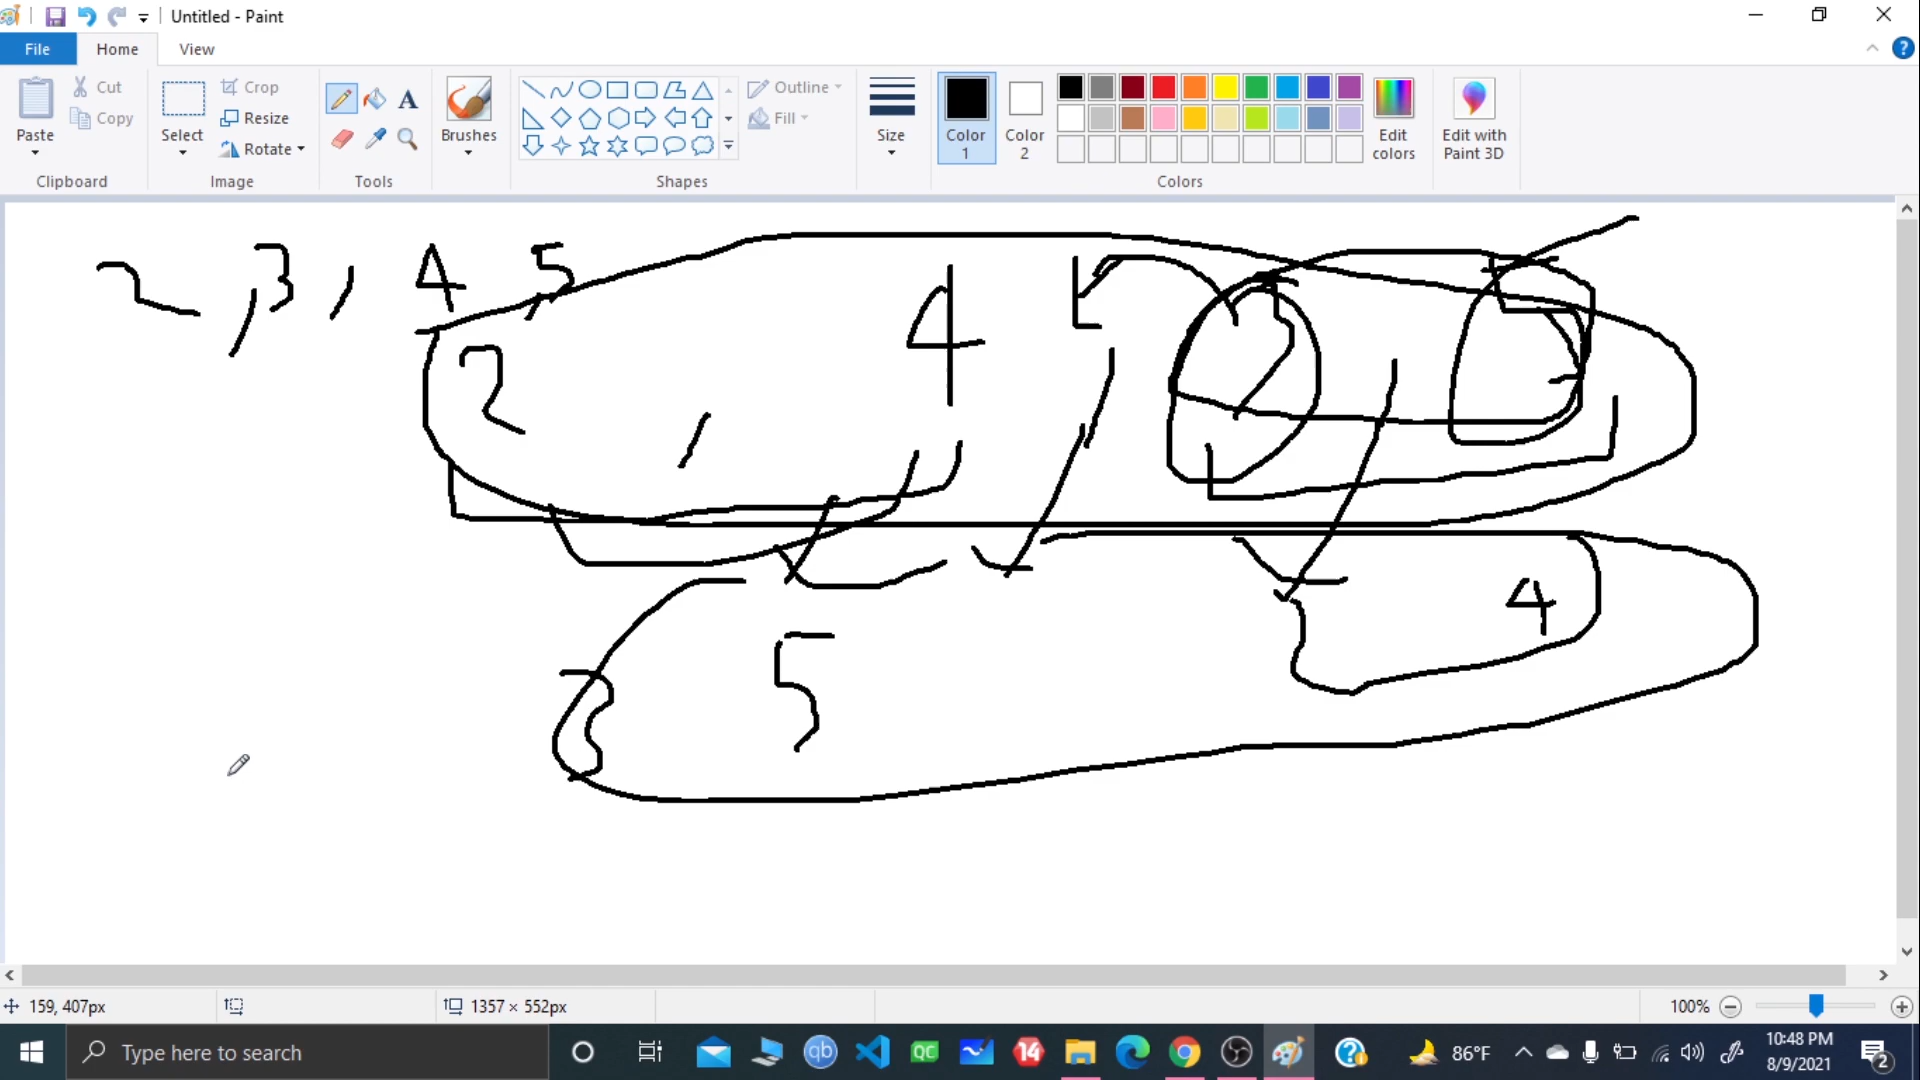 Untitled - Paint
File Home View
Paste Cut Copy Select Crop Resize Rotate Brushes Outline Fill Size Color 1 Color 2 Edit colors Edit with Paint 3D
Clipboard Image Tools Shapes Colors
2 , 3 , 4 , 5
2 , 4
5 4
3
159, 407px 1357 × 552px 100%
Type here to search 86°F 10:48 PM 8/9/2021 2